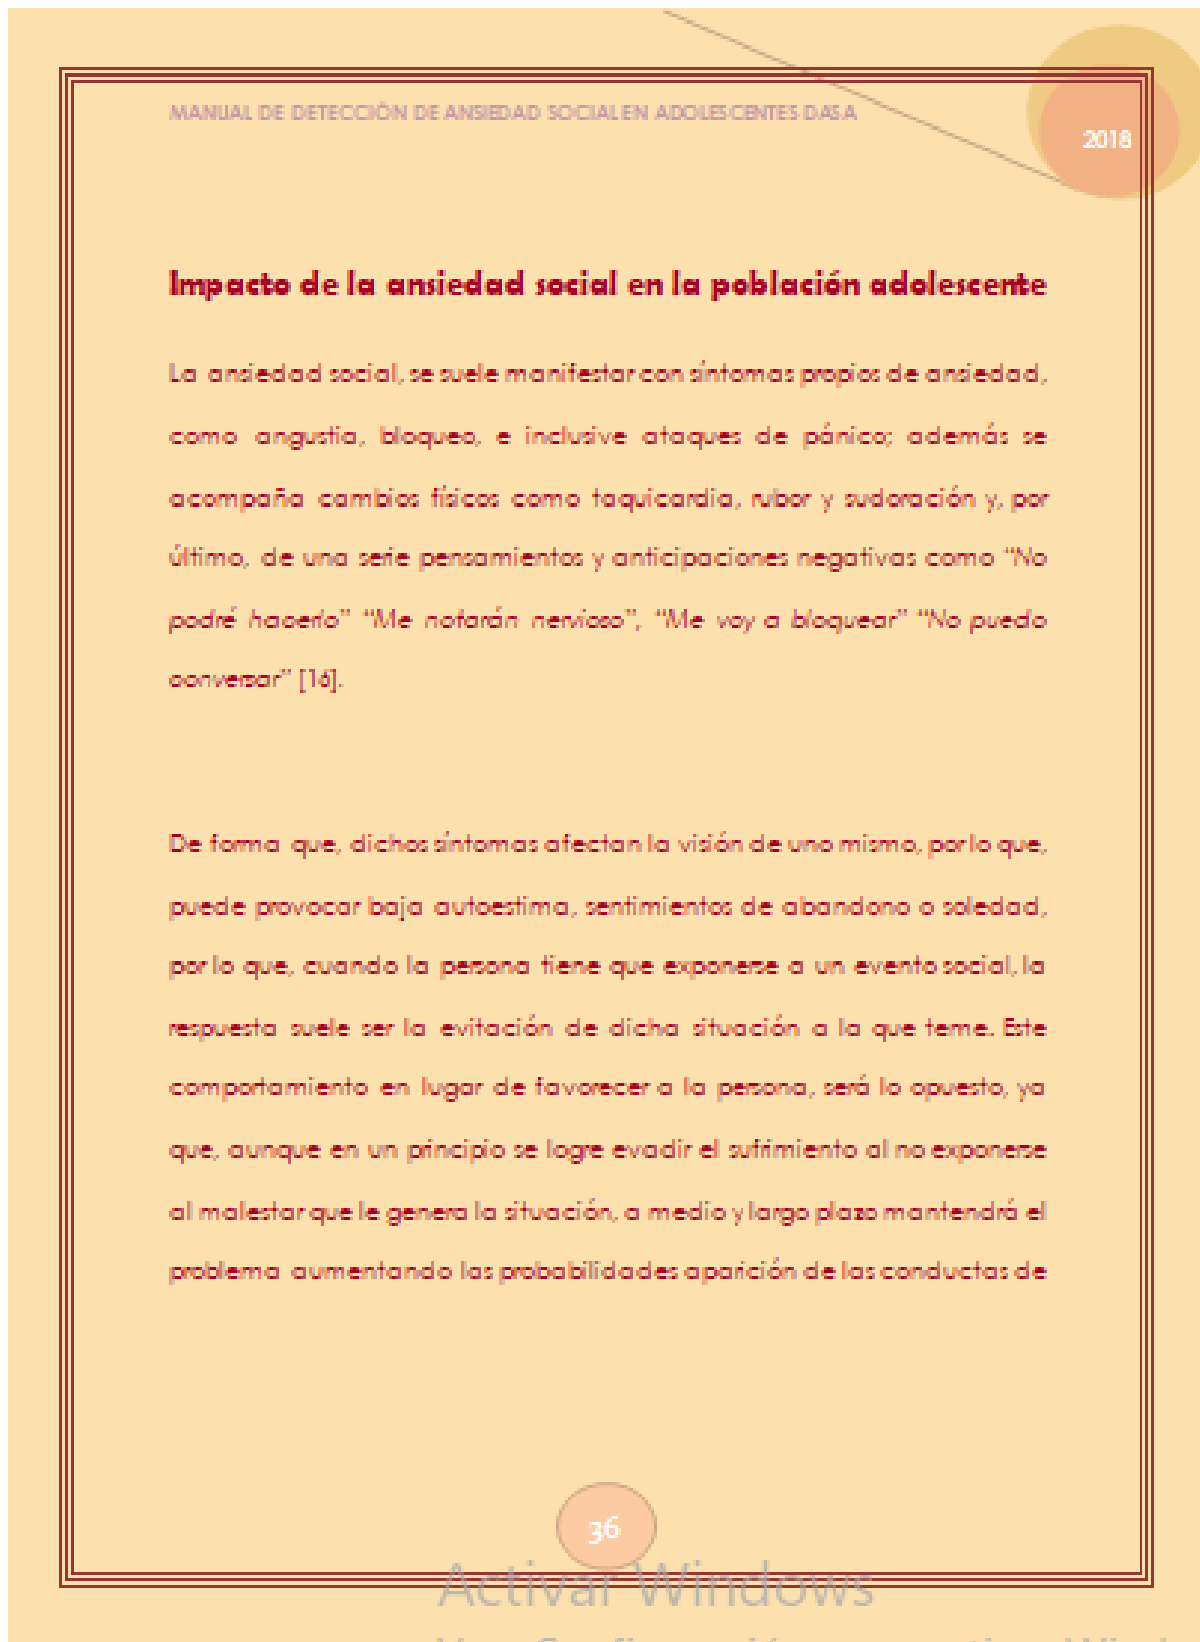 MANUAL DE DETECCIÓN DE ANSIEDAD SOCIAL EN ADOLESCENTES DASA
2018
Impacto de la ansiedad social en la población adolescente
La ansiedad social, se suele manifestar con síntomas propios de ansiedad,
como angustia, bloqueo, e inclusive ataques de pánico; además se
acompaña cambios físicos como taquicardia, rubor y sudoración y, por
último, de una serie pensamientos y anticipaciones negativas como “No
podré hacerlo” “Me notarán nervioso”, “Me voy a bloquear” “No puedo
conversar” [16].
De forma que, dichos síntomas afectan la visión de uno mismo, por lo que,
puede provocar baja autoestima, sentimientos de abandono o soledad,
por lo que, cuando la persona tiene que exponerse a un evento social, la
respuesta suele ser la evitación de dicha situación a la que teme. Este
comportamiento en lugar de favorecer a la persona, será lo opuesto, ya
que, aunque en un principio se logre evadir el sufrimiento al no exponerse
al malestar que le genera la situación, a medio y largo plazo mantendrá el
problema aumentando las probabilidades aparición de las conductas de
36
Activar Windows